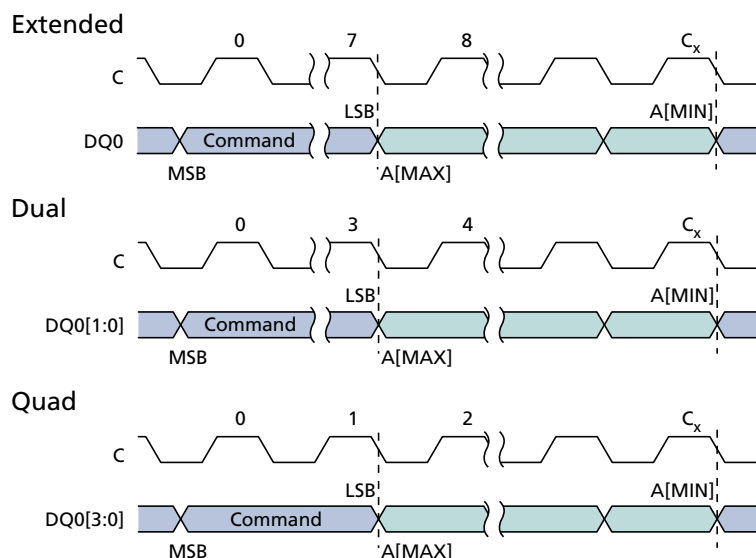 Extended
0 7 8 Cx
C
LSB A[MIN]
DQ0 Command
MSB A[MAX]
Dual
0 3 4 Cx
C
LSB A[MIN]
DQ0[1:0] Command
MSB A[MAX]
Quad
0 1 2 Cx
C
LSB A[MIN]
DQ0[3:0] Command
MSB A[MAX]